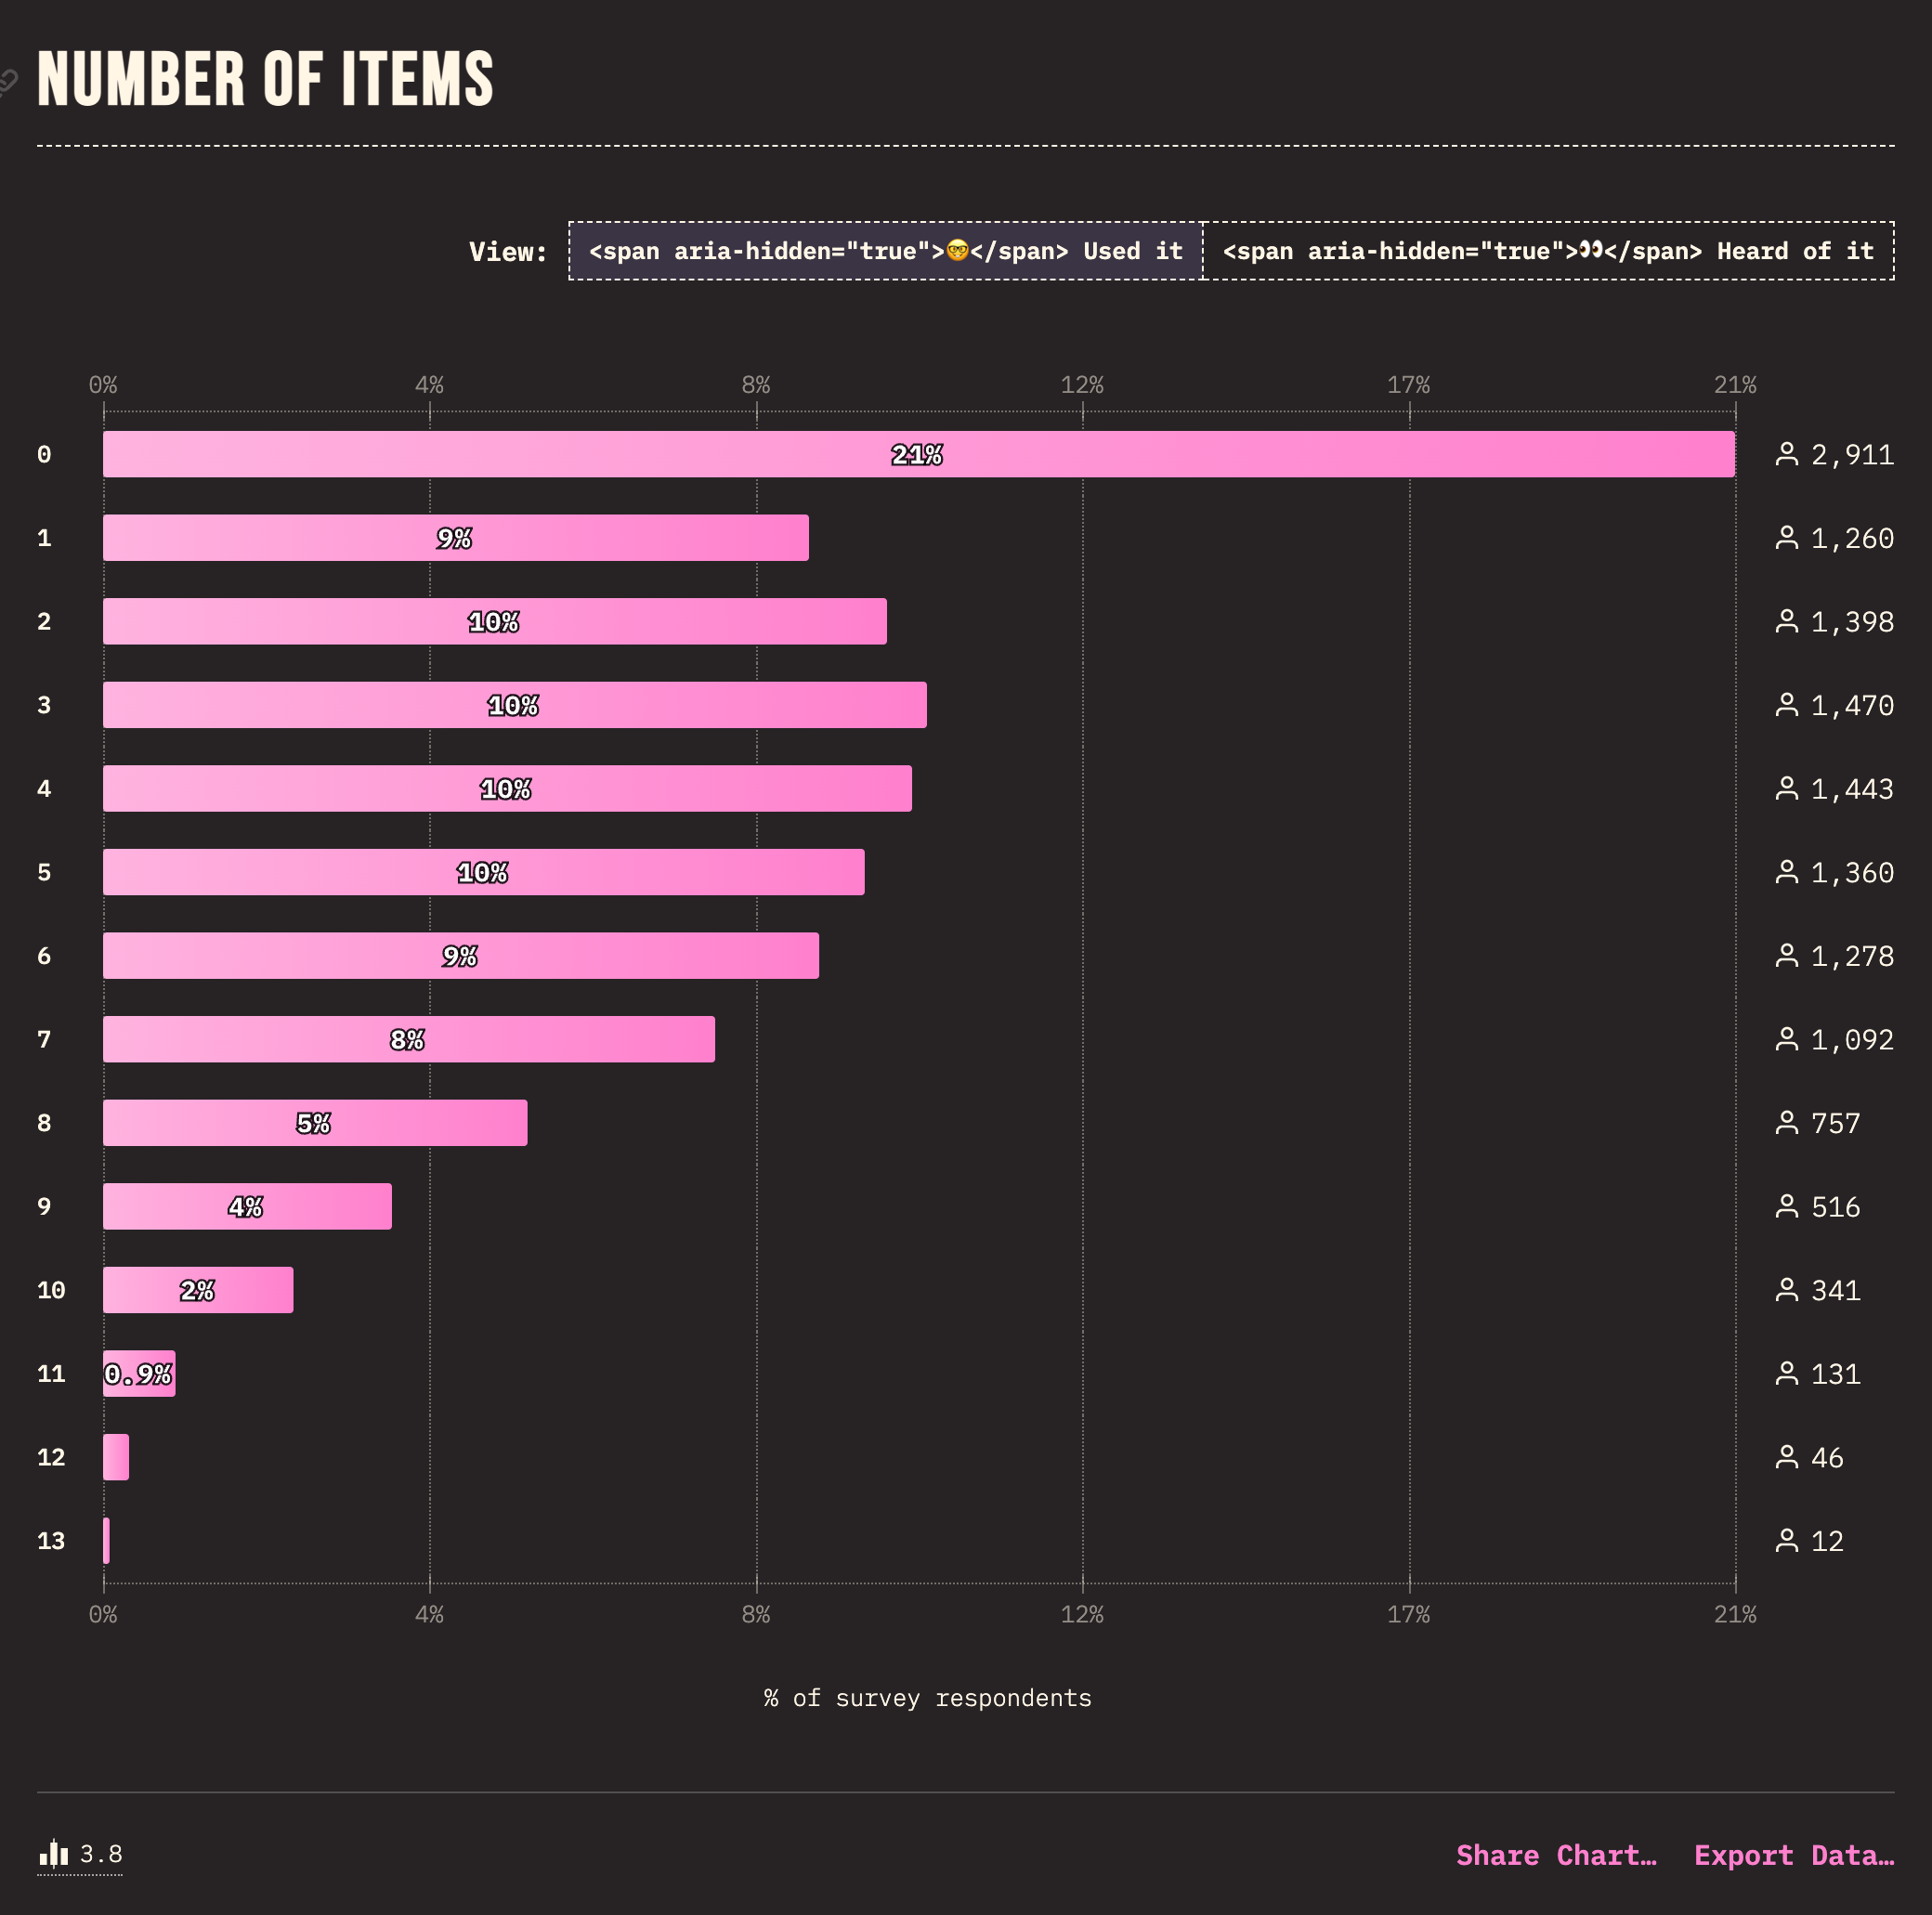 NUMBER OF ITEMS
View: <span aria-hidden="true">🤓</span> Used it <span aria-hidden="true">👀</span> Heard of it
0% 4% 8% 12% 17% 21%
0 21% 2,911
1 9% 1,260
2 10% 1,398
3 10% 1,470
4 10% 1,443
5 10% 1,360
6 9% 1,278
7 8% 1,092
8 5% 757
9 4% 516
10 2% 341
11 0.9% 131
12 46
13 12
0% 4% 8% 12% 17% 21%
% of survey respondents
3.8 Share Chart… Export Data…